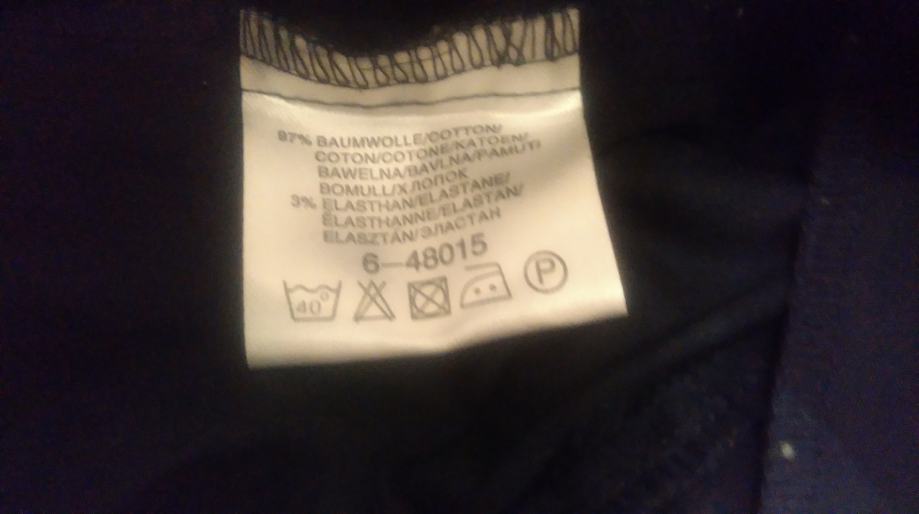 97% BAUMWOLLE/COTTON/
COTON/COTONE/KATOEN/
BAWELNA/BAVLNA/PAMUT/
BOMULL/ХЛОПОК
3% ELASTHAN/ELASTANE/
ÉLASTHANNE/ELASTAN/
ELASZTÁN/ЭЛАСТАН
6–48015
40° P